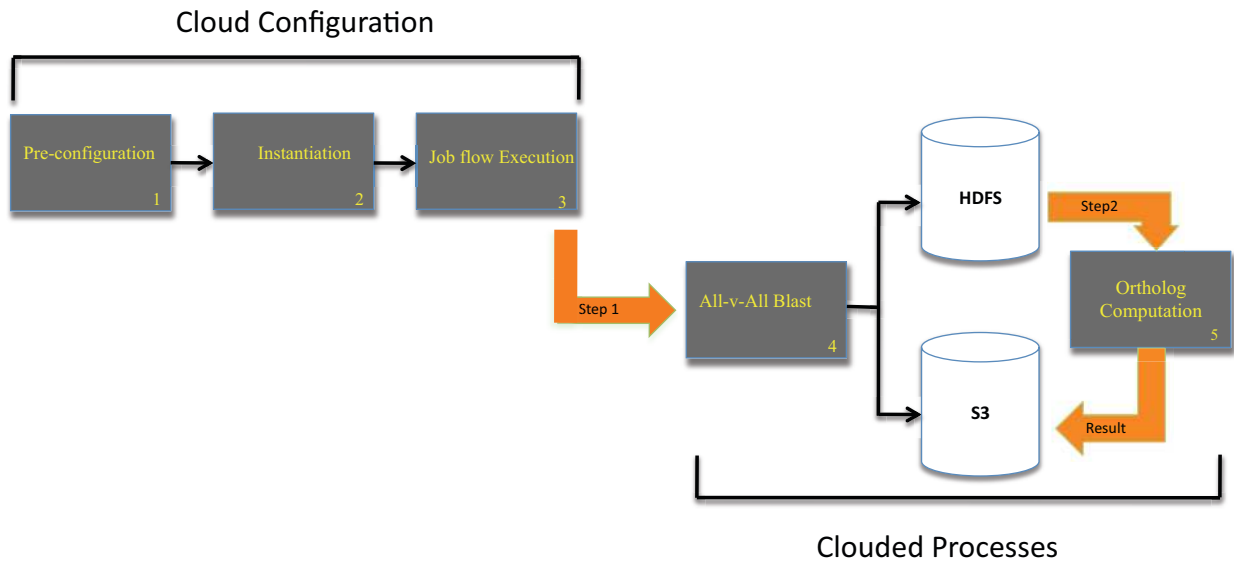 Cloud Configuration
Pre-configuration
1
Instantiation
2
Job flow Execution
3
Step 1
All-v-All Blast
4
HDFS
S3
Step2
Ortholog
Computation
5
Result
Clouded Processes